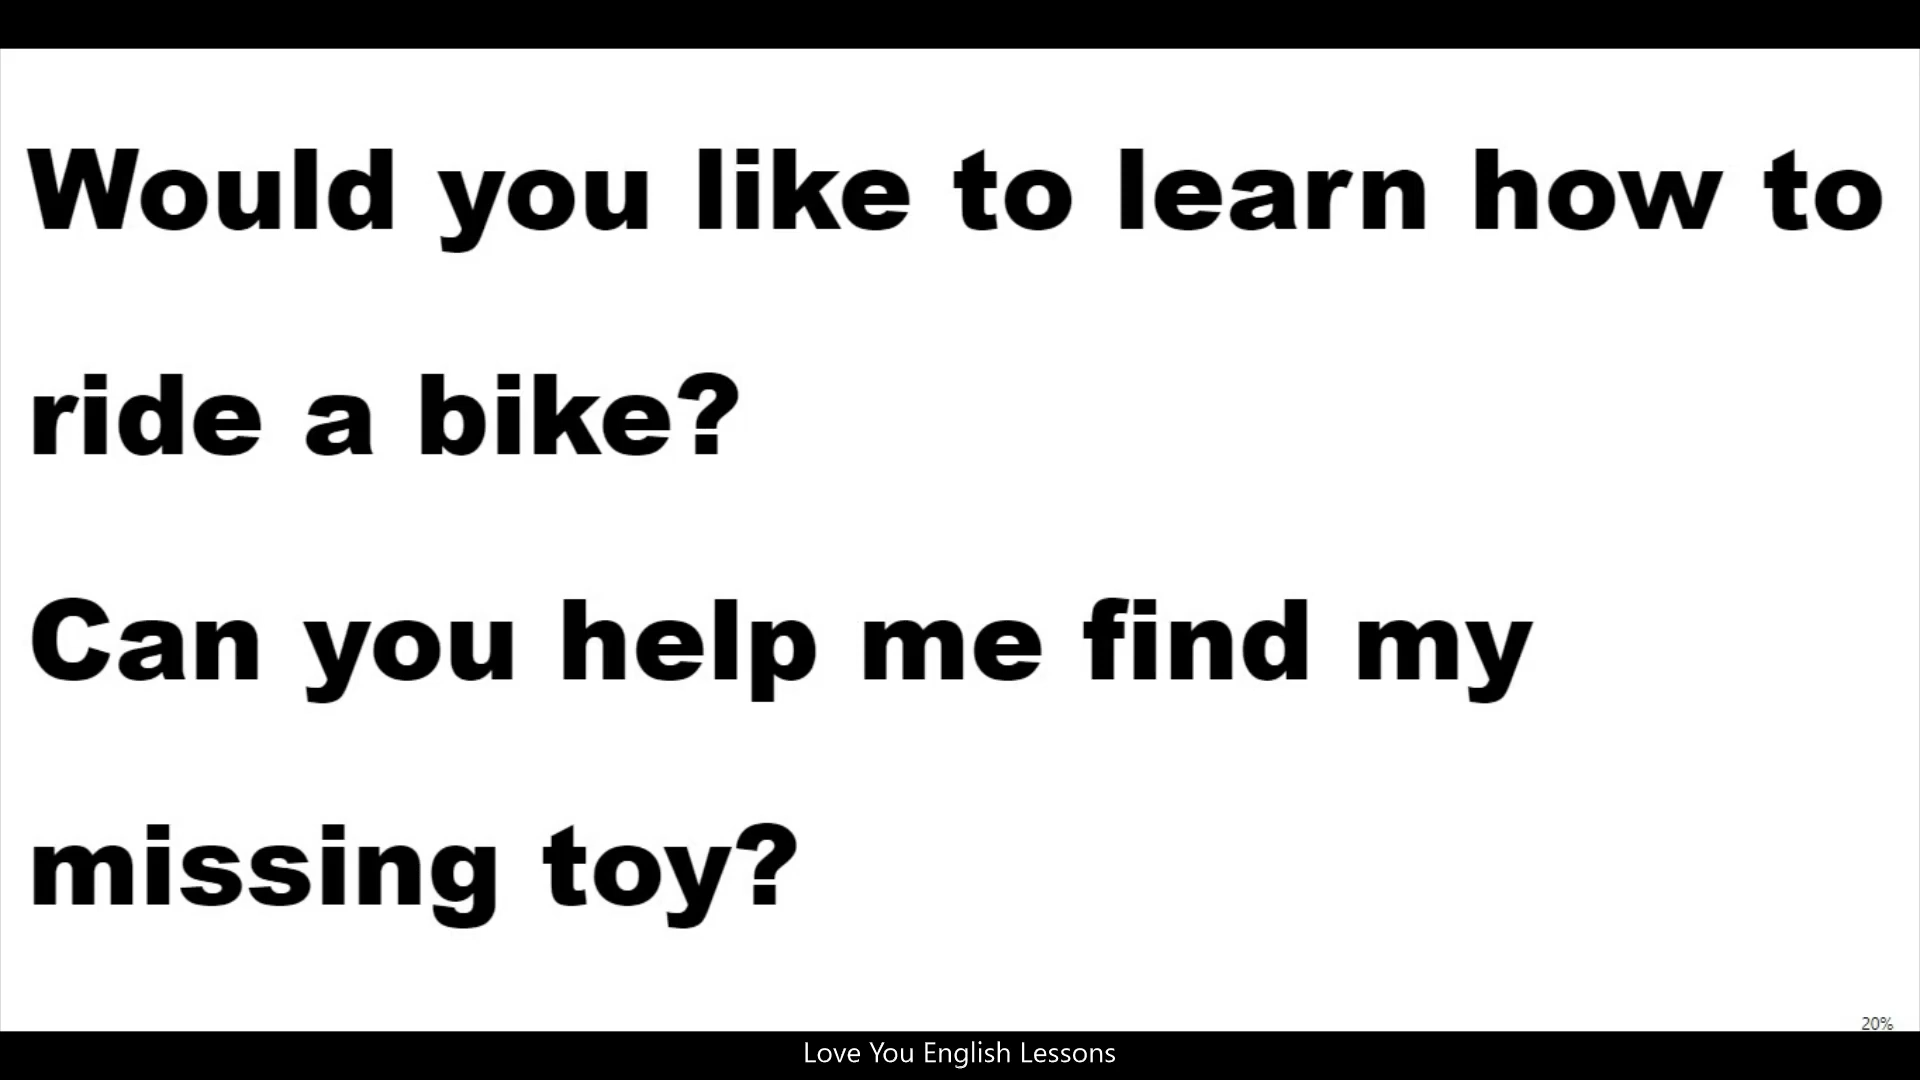 Would you like to learn how to
ride a bike?
Can you help me find my
missing toy?
20%
Love You English Lessons